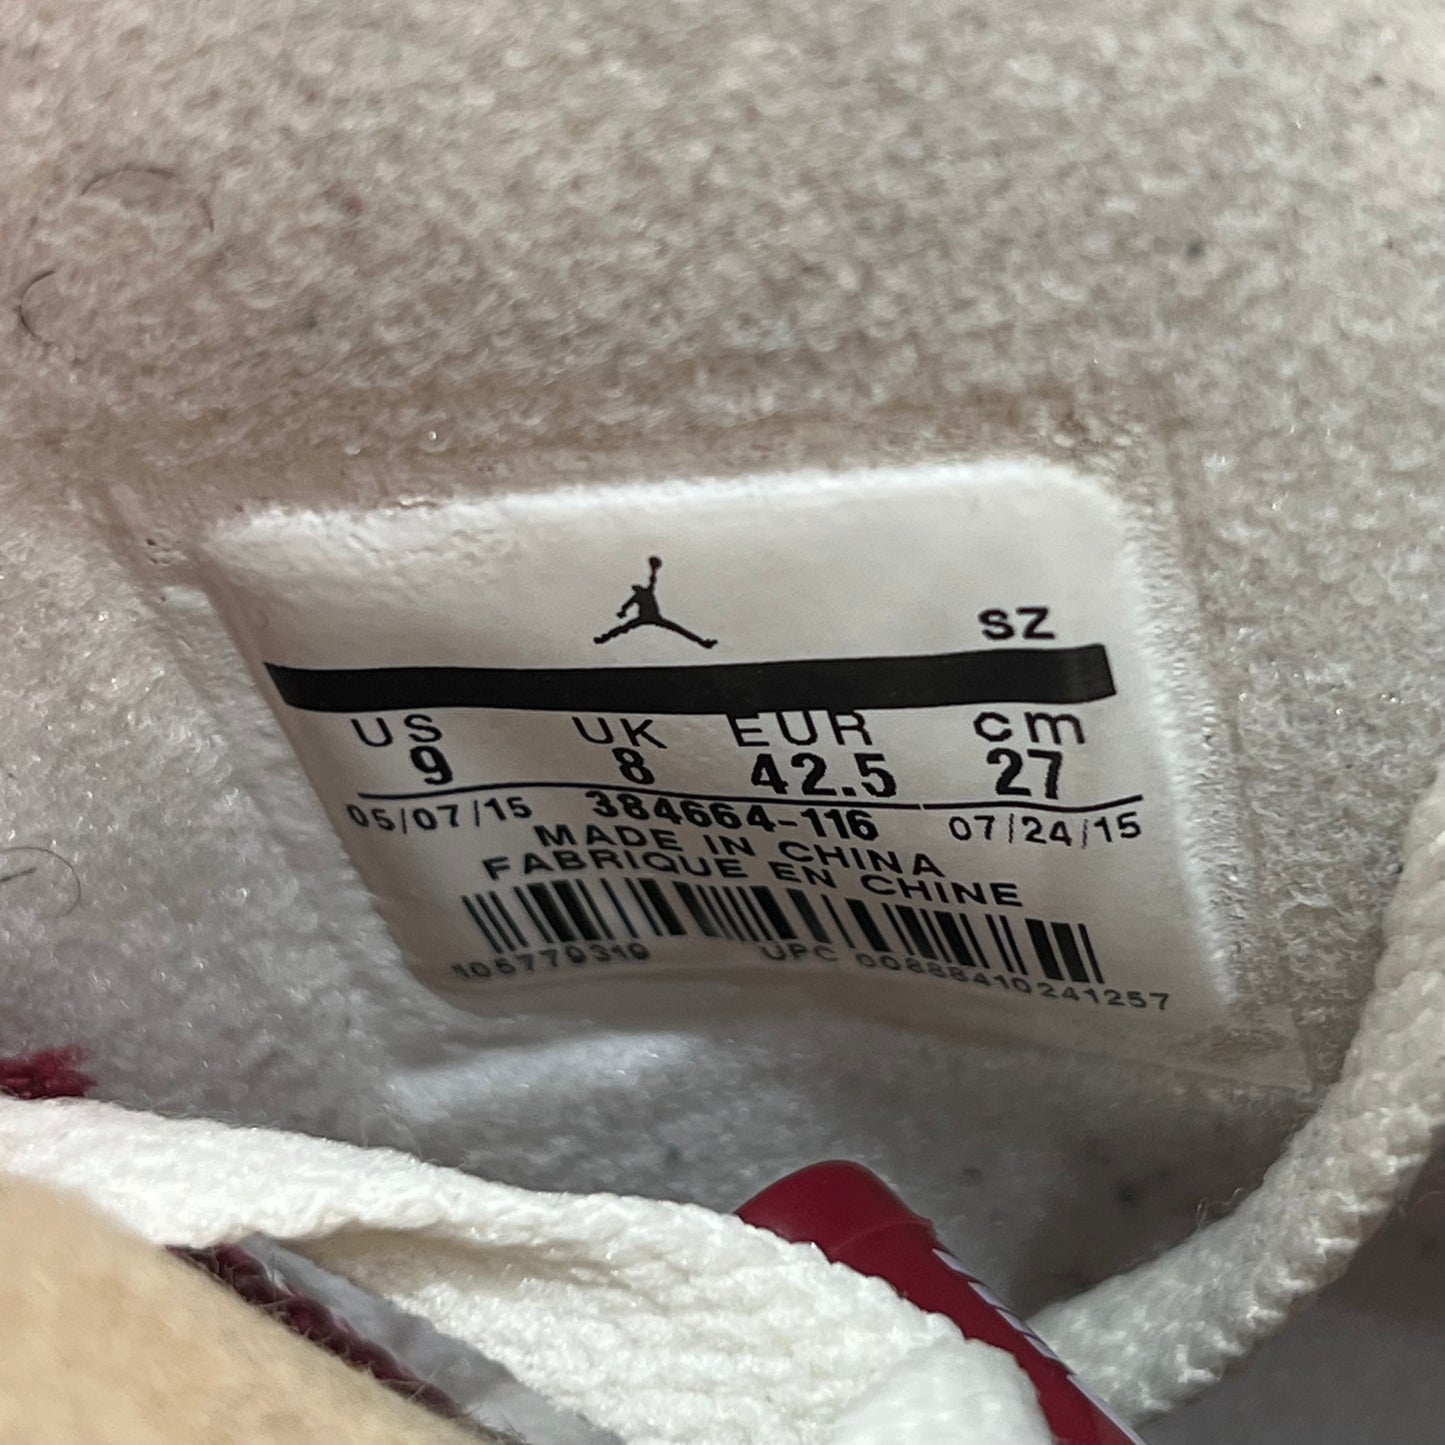 SZ
US UK EUR cm
9 8 42.5 27
05/07/15 384664-116 07/24/15
MADE IN CHINA
FABRIQUE EN CHINE
105779319 UPC 00888410241257